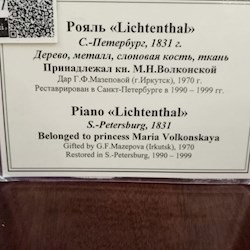 Рояль «Lichtenthal»
С.-Петербург, 1831 г.
Дерево, металл, слоновая кость, ткань
Принадлежал кн. М.Н.Волконской
Дар Г.Ф.Мазеповой (г.Иркутск), 1970 г.
Реставрирован в Санкт-Петербурге в 1990 – 1999 гг.
Piano «Lichtenthal»
S.-Petersburg, 1831
Belonged to princess Maria Volkonskaya
Gifted by G.F.Mazepova (Irkutsk), 1970
Restored in S.-Petersburg, 1990 – 1999